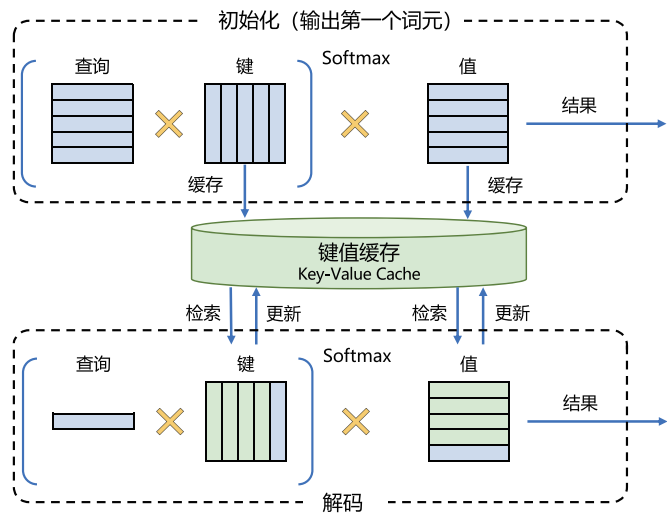 初始化（输出第一个词元）
查询
键
Softmax
值
结果
缓存
缓存
键值缓存
Key-Value Cache
检索
更新
检索
更新
查询
键
Softmax
值
结果
解码